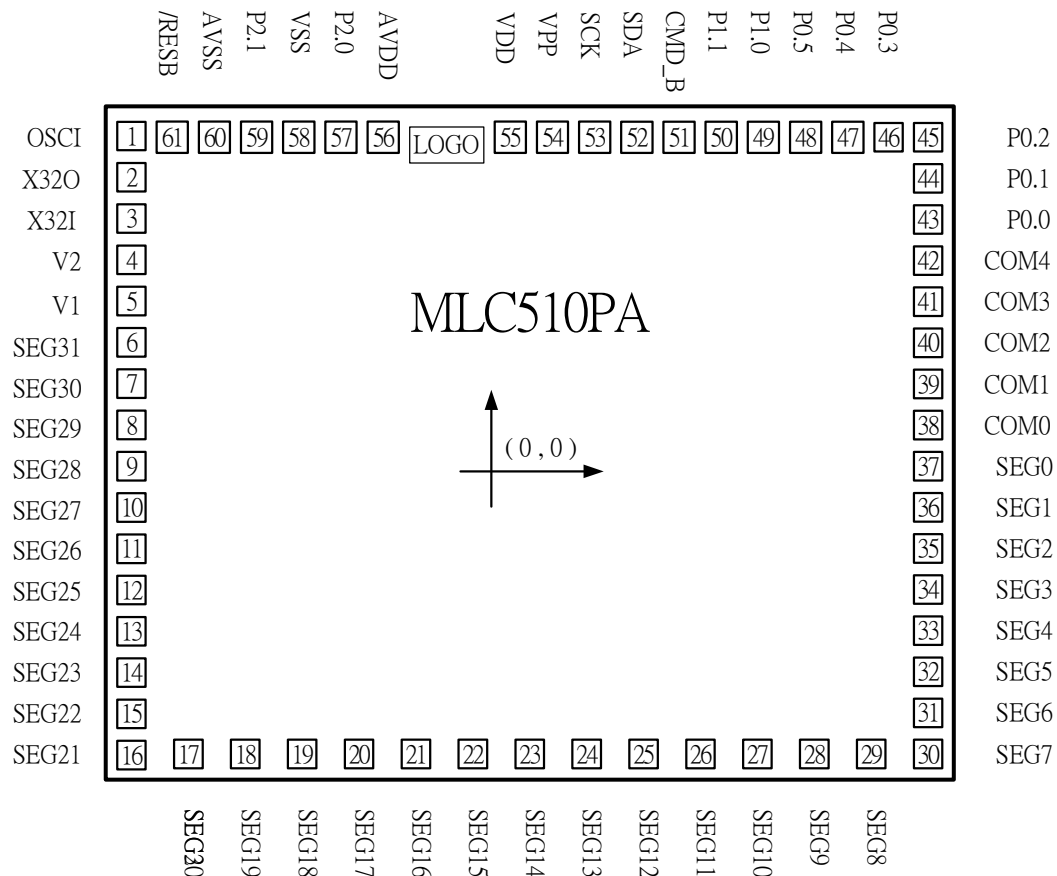 /RESB AVSS P2.1 VSS P2.0 AVDD VDD VPP SCK SDA CMD_B P1.1 P1.0 P0.5 P0.4 P0.3
OSCI 1 61 60 59 58 57 56 LOGO 55 54 53 52 51 50 49 48 47 46 45 P0.2
X32O 2 44 P0.1
X32I 3 43 P0.0
V2 4 42 COM4
V1 5 41 COM3
MLC510PA
SEG31 6 40 COM2
SEG30 7 39 COM1
SEG29 8 38 COM0
(0,0)
SEG28 9 37 SEG0
SEG27 10 36 SEG1
SEG26 11 35 SEG2
SEG25 12 34 SEG3
SEG24 13 33 SEG4
SEG23 14 32 SEG5
SEG22 15 31 SEG6
SEG21 16 17 18 19 20 21 22 23 24 25 26 27 28 29 30 SEG7
SEG20 SEG19 SEG18 SEG17 SEG16 SEG15 SEG14 SEG13 SEG12 SEG11 SEG10 SEG9 SEG8